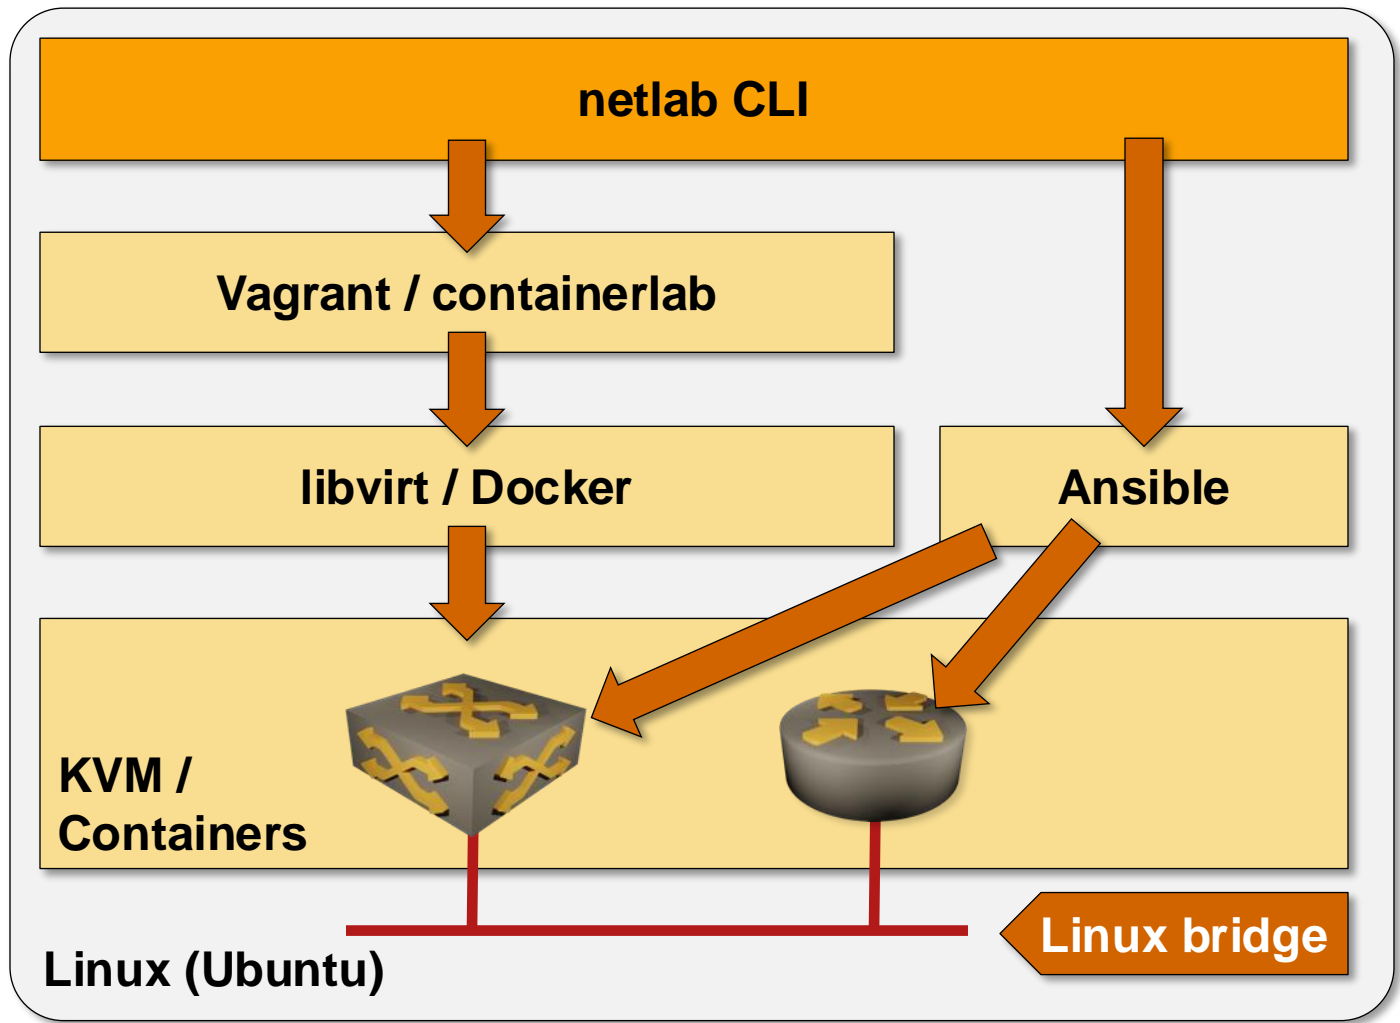 netlab CLI
Vagrant / containerlab
libvirt / Docker
Ansible
KVM /
Containers
Linux bridge
Linux (Ubuntu)